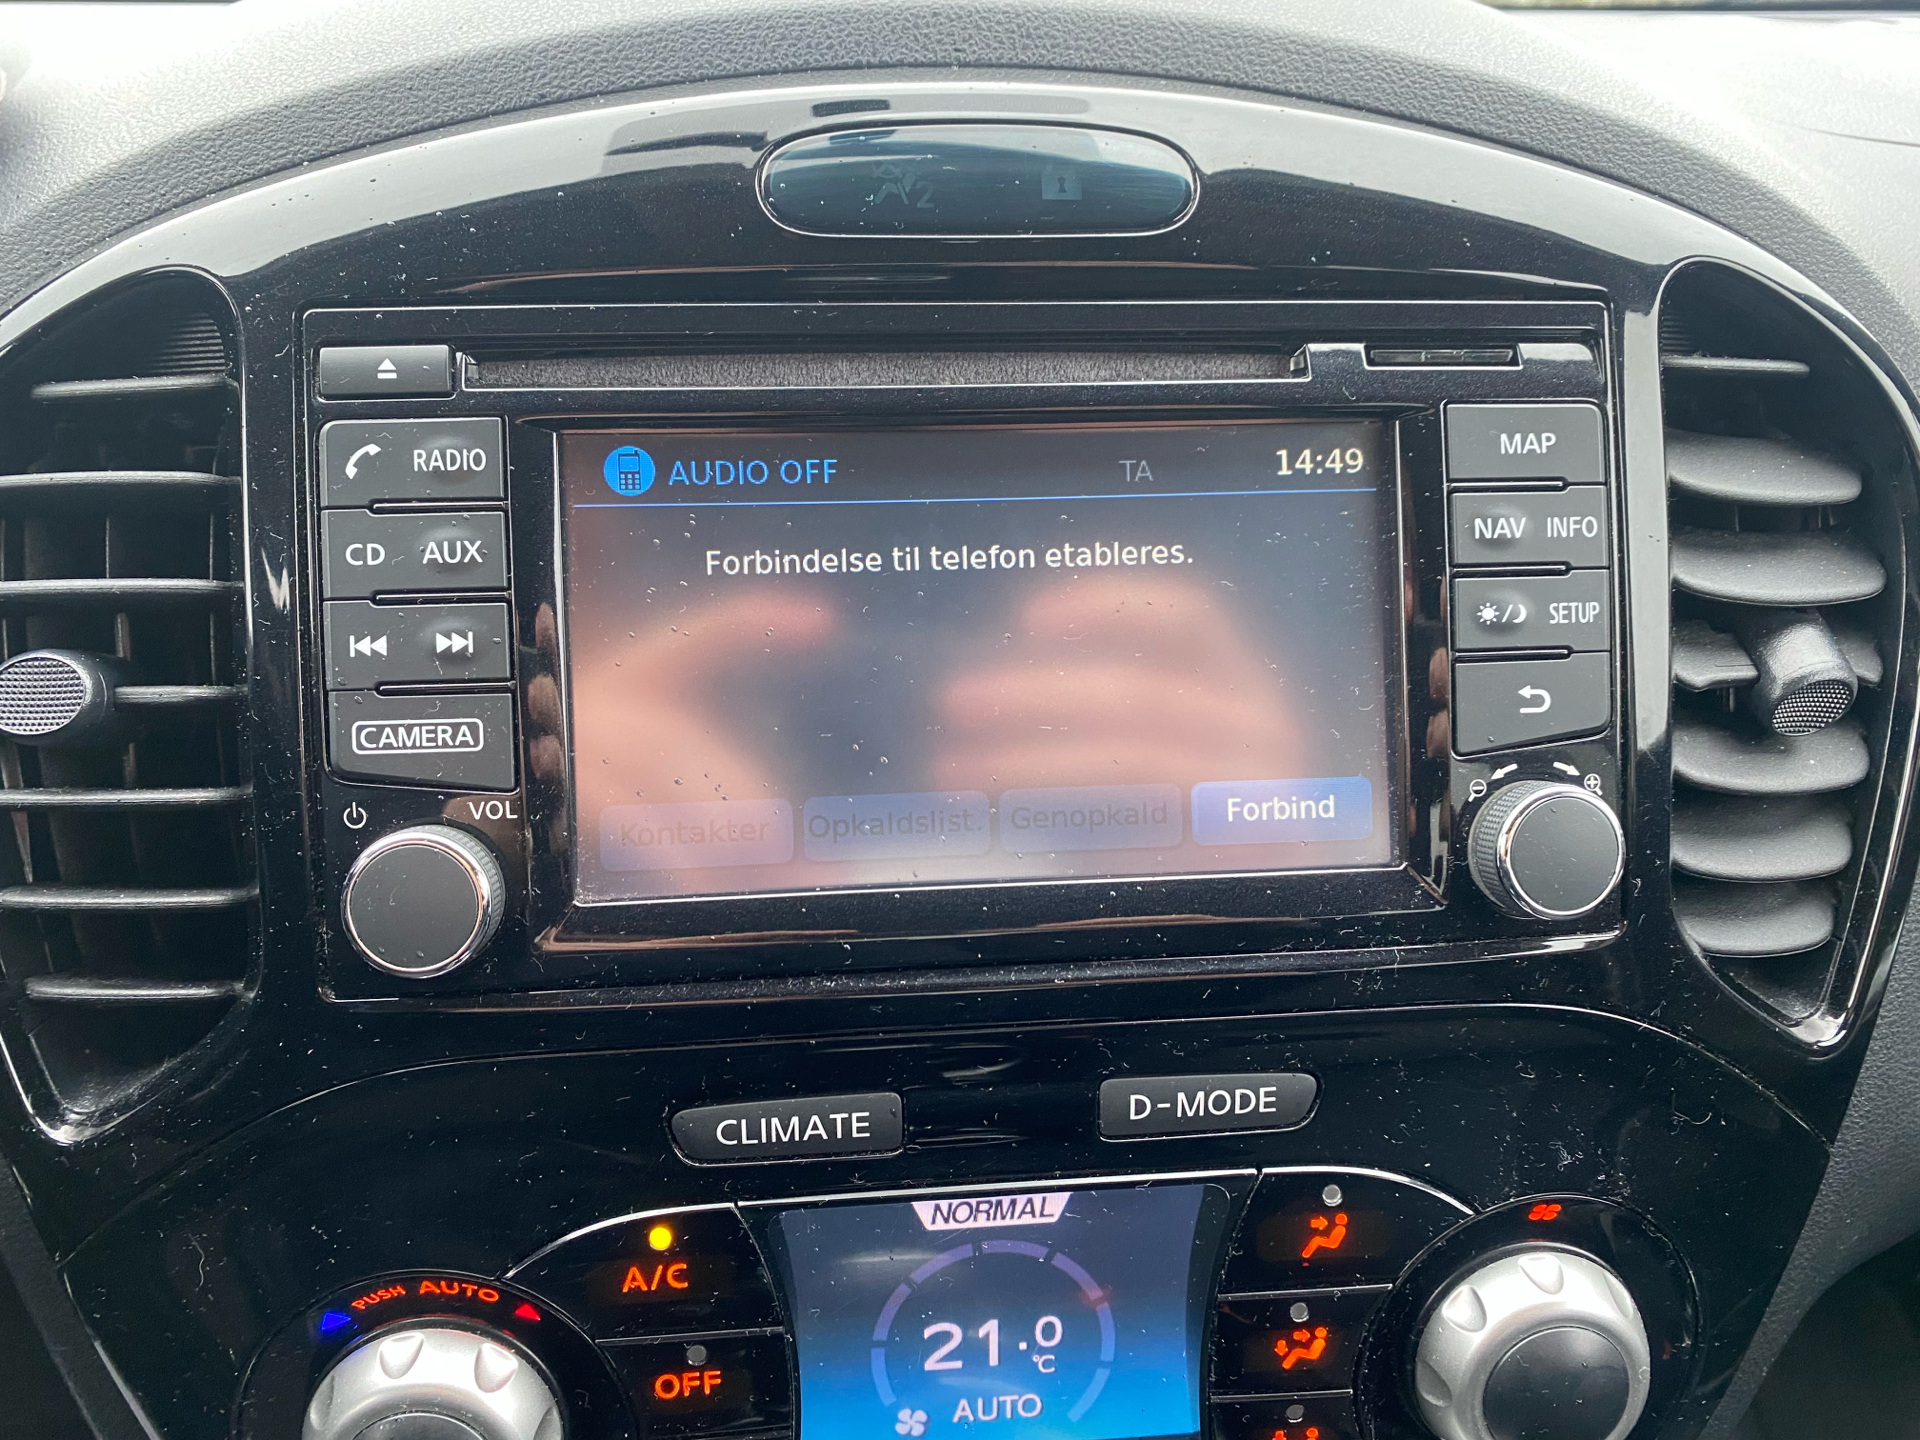 2
RADIO
CD AUX
CAMERA
VOL
AUDIO OFF TA 14:49
Forbindelse til telefon etableres.
Kontakter Opkaldslist. Genopkald Forbind
MAP
NAV INFO
SETUP
CLIMATE D-MODE
PUSH AUTO
A/C
OFF
NORMAL
21.0 °C
AUTO